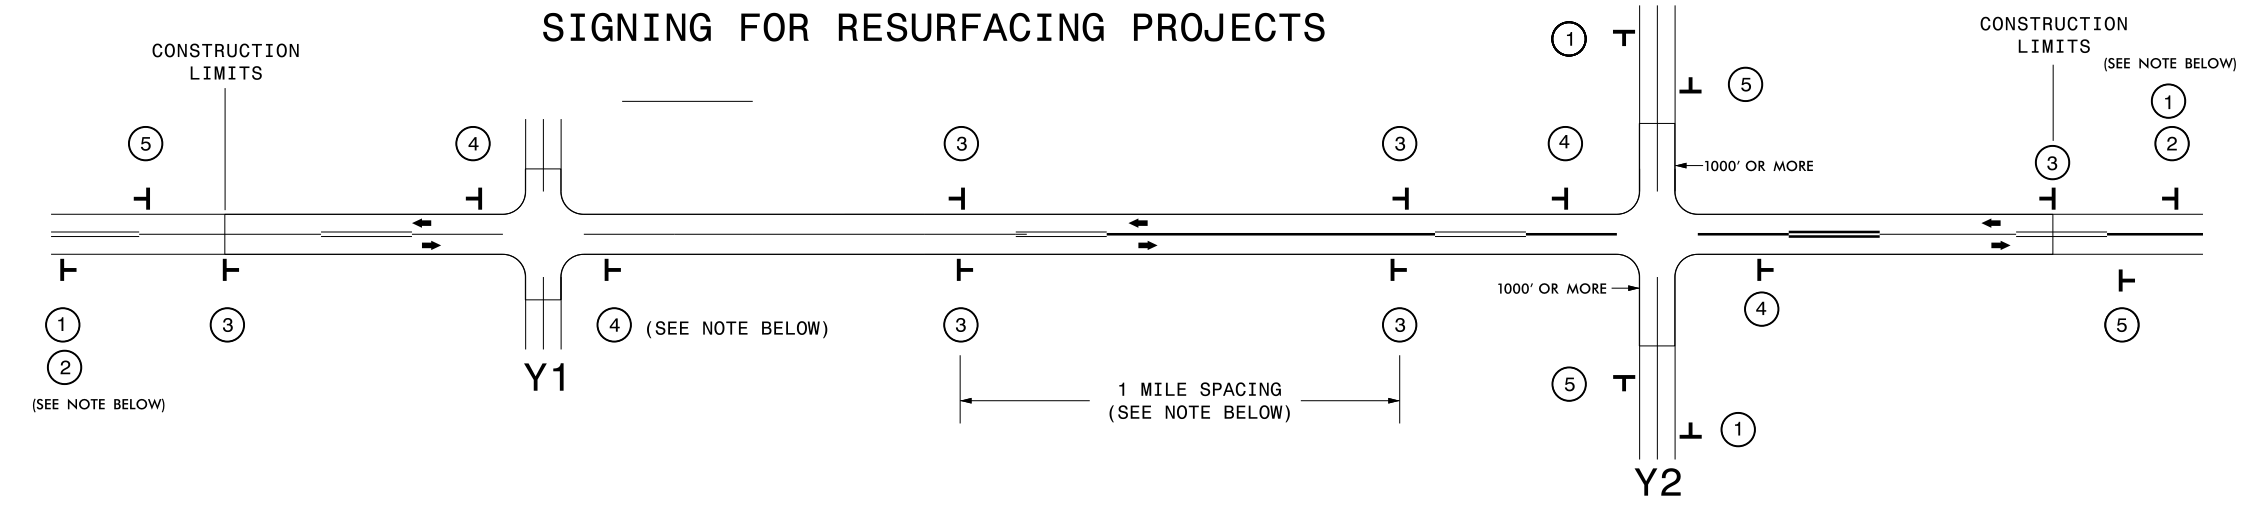 SIGNING FOR RESURFACING PROJECTS
CONSTRUCTION
LIMITS
CONSTRUCTION
LIMITS
(SEE NOTE BELOW)
1
5
1
5
4
3
3
4
3
2
1000' OR MORE
1000' OR MORE
1
3
4 (SEE NOTE BELOW)
3
3
4
5
2
(SEE NOTE BELOW)
Y1
1 MILE SPACING
(SEE NOTE BELOW)
5
1
Y2